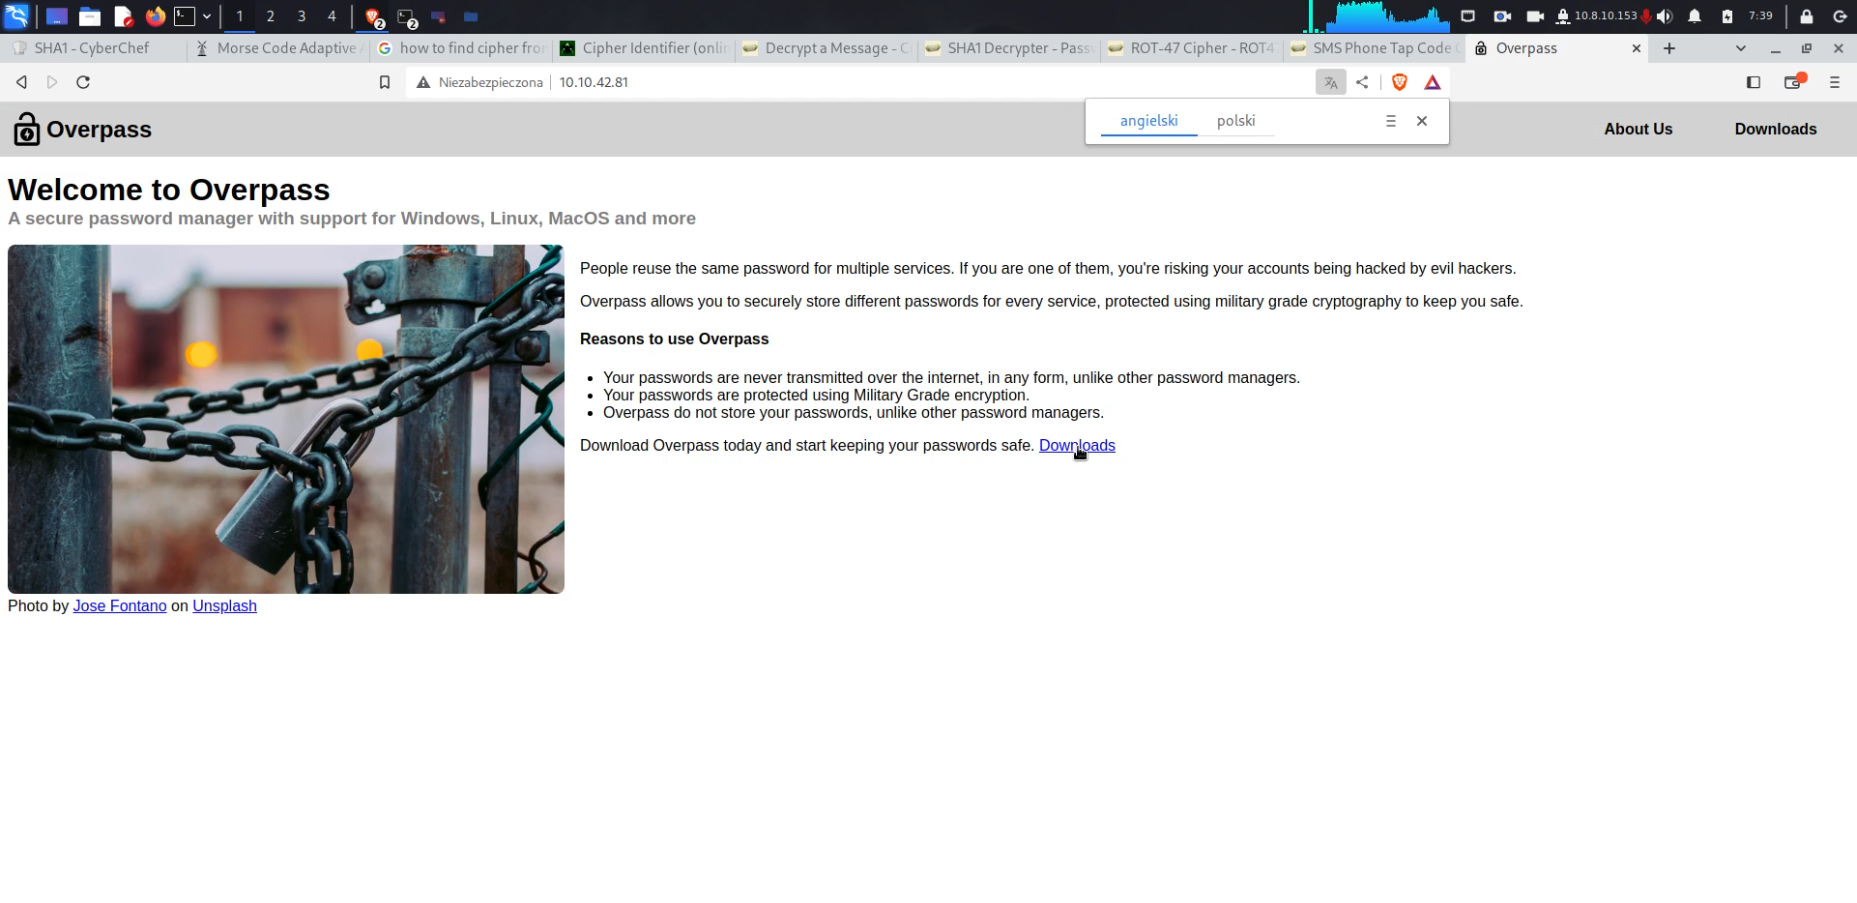 1 2 3 4 2 2 10.8.10.153 7:39
SHA1 - CyberChef
Morse Code Adaptive
how to find cipher fro
Cipher Identifier (onlin
Decrypt a Message - C
SHA1 Decrypter - Pass
ROT-47 Cipher - ROT4
SMS Phone Tap Code
Overpass
Niezabezpieczona 10.10.42.81
angielski polski
Overpass
About Us Downloads
Welcome to Overpass
A secure password manager with support for Windows, Linux, MacOS and more
People reuse the same password for multiple services. If you are one of them, you're risking your accounts being hacked by evil hackers.
Overpass allows you to securely store different passwords for every service, protected using military grade cryptography to keep you safe.
Reasons to use Overpass
• Your passwords are never transmitted over the internet, in any form, unlike other password managers.
• Your passwords are protected using Military Grade encryption.
• Overpass do not store your passwords, unlike other password managers.
Download Overpass today and start keeping your passwords safe. Downloads
Photo by Jose Fontano on Unsplash